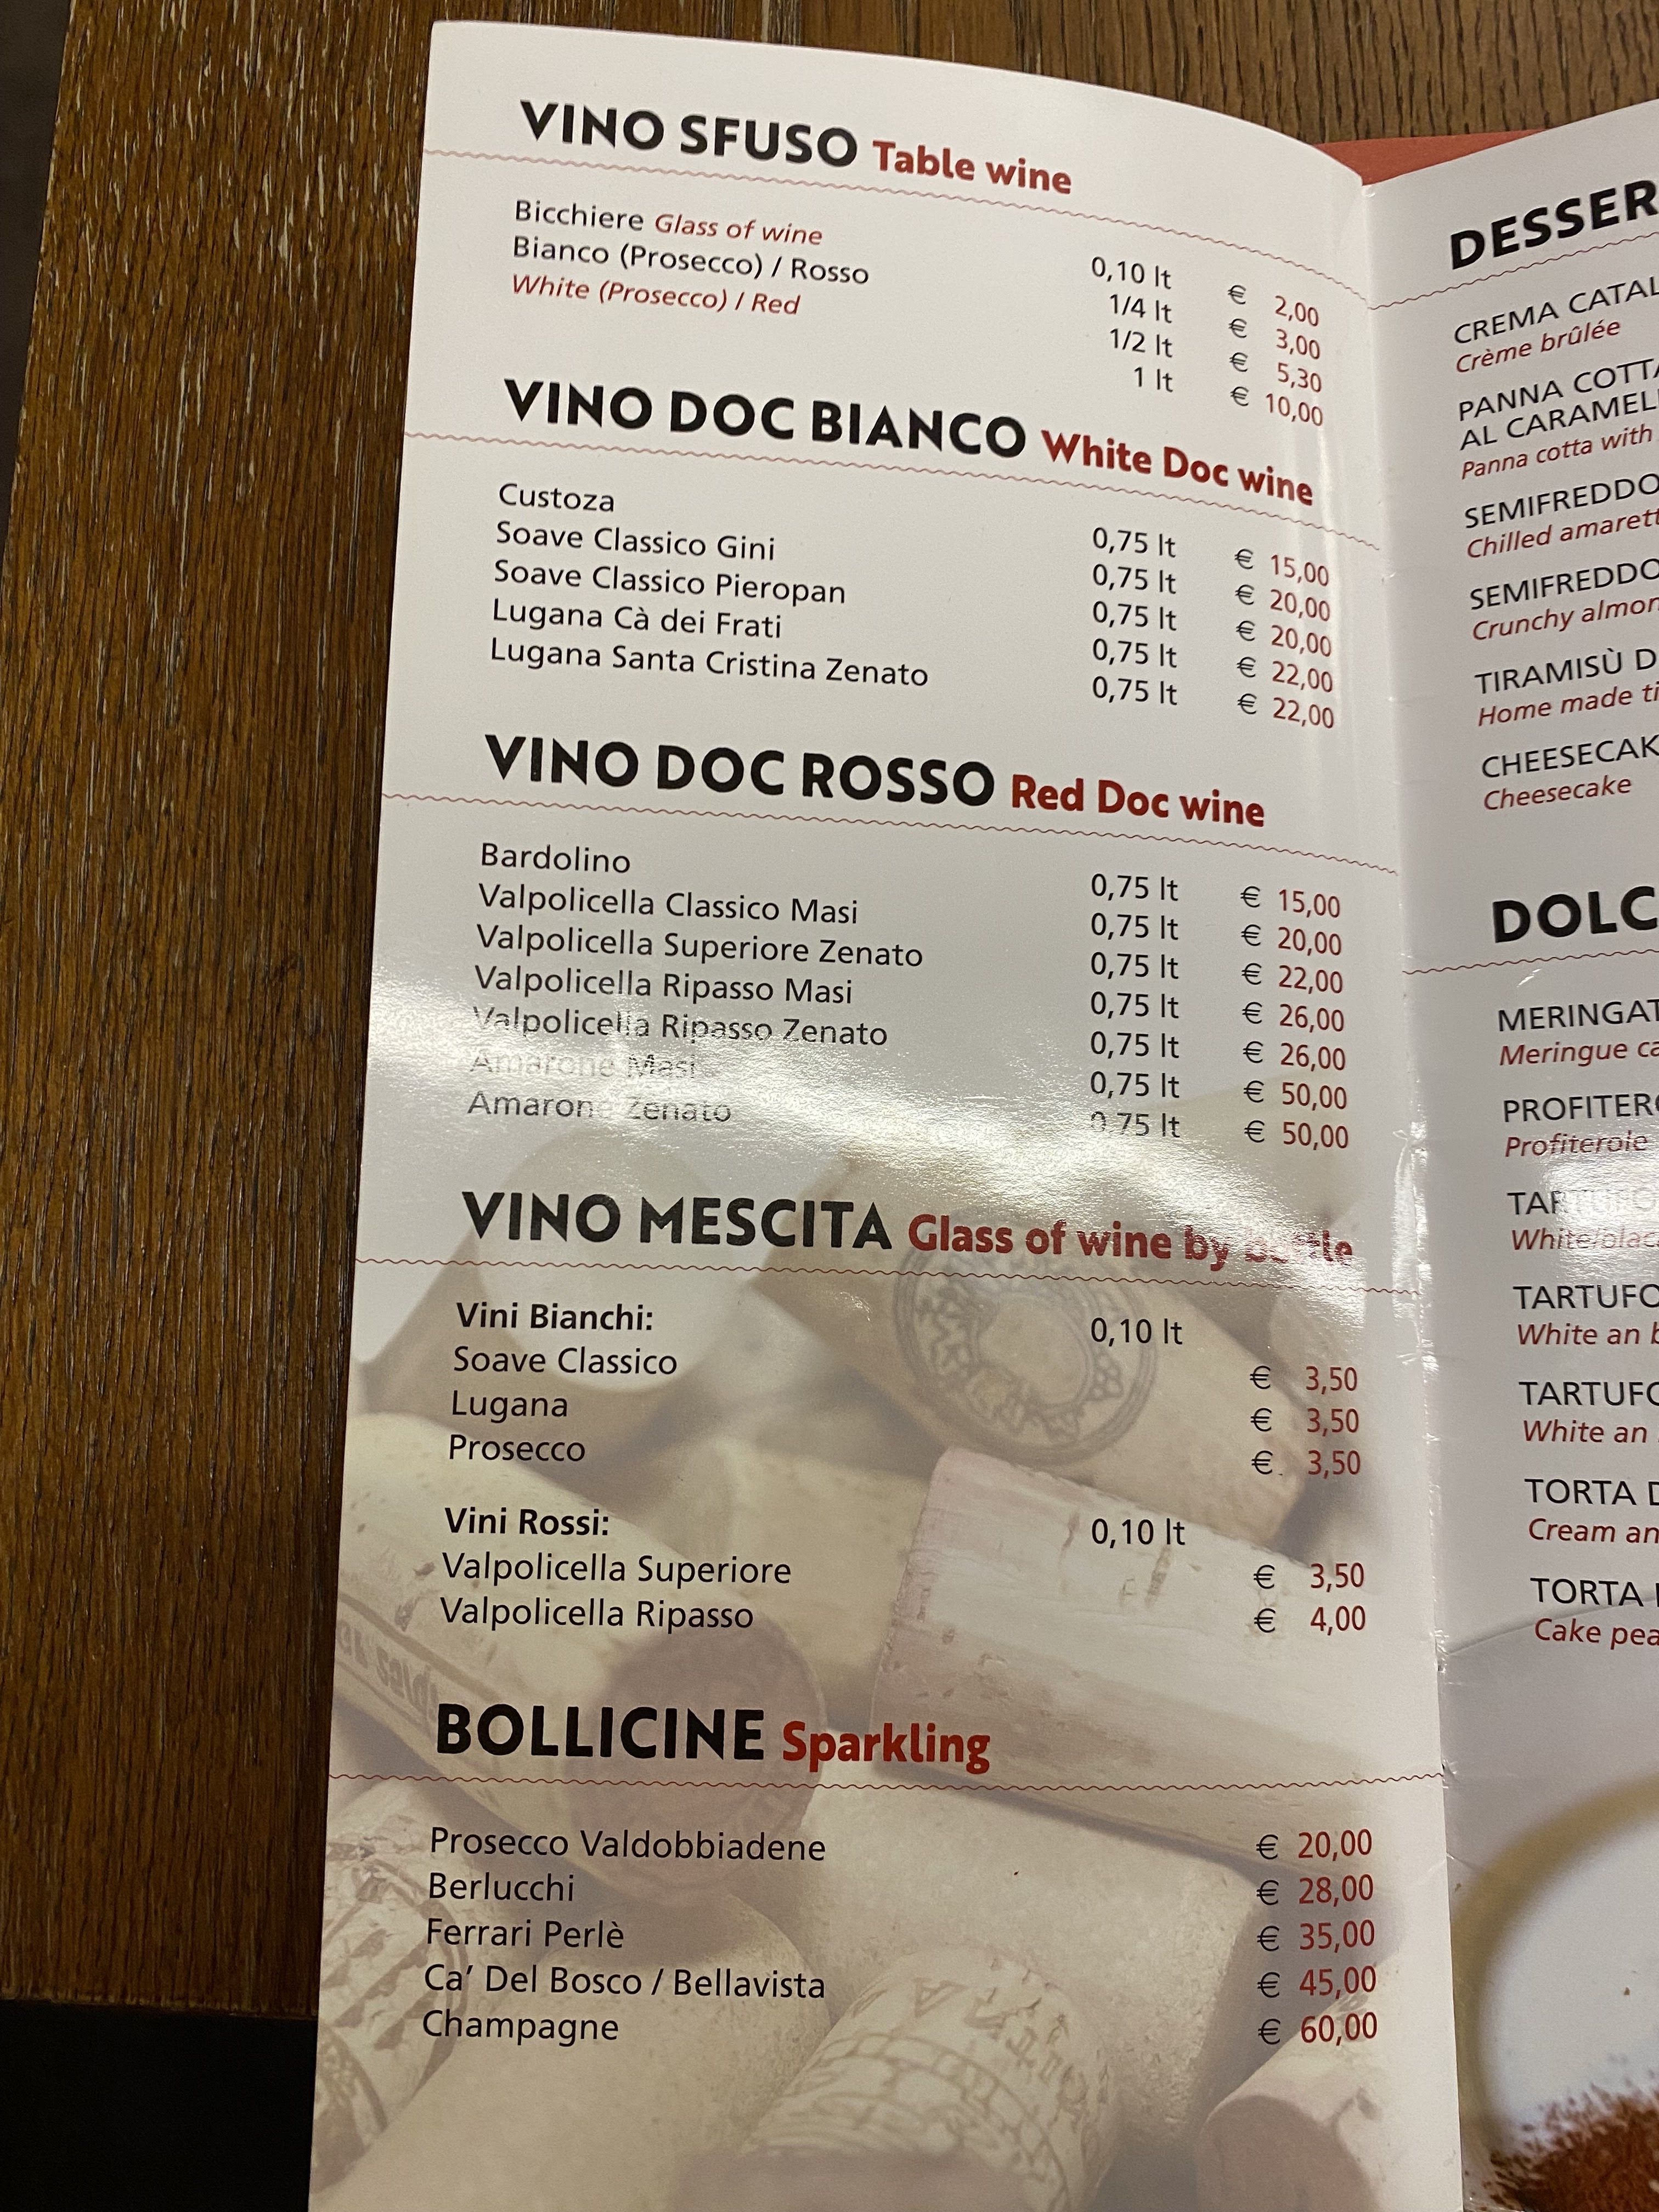 VINO SFUSO Table wine
Bicchiere Glass of wine 0,10 lt € 2,00
Bianco (Prosecco) / Rosso 1/4 lt € 3,00
White (Prosecco) / Red 1/2 lt € 5,30
1 lt € 10,00
VINO DOC BIANCO White Doc wine
Custoza 0,75 lt € 15,00
Soave Classico Gini 0,75 lt € 20,00
Soave Classico Pieropan 0,75 lt € 20,00
Lugana Cà dei Frati 0,75 lt € 22,00
Lugana Santa Cristina Zenato 0,75 lt € 22,00
VINO DOC ROSSO Red Doc wine
Bardolino 0,75 lt € 15,00
Valpolicella Classico Masi 0,75 lt € 20,00
Valpolicella Superiore Zenato 0,75 lt € 22,00
Valpolicella Ripasso Masi 0,75 lt € 26,00
Valpolicella Ripasso Zenato 0,75 lt € 26,00
Amarone Masi 0,75 lt € 50,00
Amarone Zenato 0,75 lt € 50,00
VINO MESCITA Glass of wine by bottle
Vini Bianchi: 0,10 lt
Soave Classico € 3,50
Lugana € 3,50
Prosecco € 3,50
Vini Rossi: 0,10 lt
Valpolicella Superiore € 3,50
Valpolicella Ripasso € 4,00
BOLLICINE Sparkling
Prosecco Valdobbiadene € 20,00
Berlucchi € 28,00
Ferrari Perlè € 35,00
Ca' Del Bosco / Bellavista € 45,00
Champagne € 60,00
DESSER
CREMA CATAL
Crème brûlée
PANNA COTTA
AL CARAMEL
Panna cotta with
SEMIFREDDO
Chilled amarett
SEMIFREDDO
Crunchy almon
TIRAMISÙ D
Home made ti
CHEESECAK
Cheesecake
DOLC
MERINGAT
Meringue ca
PROFITERO
Profiterole
TARTUFO
White/blac
TARTUFO
White an b
TARTUFO
White an
TORTA D
Cream an
TORTA
Cake pea